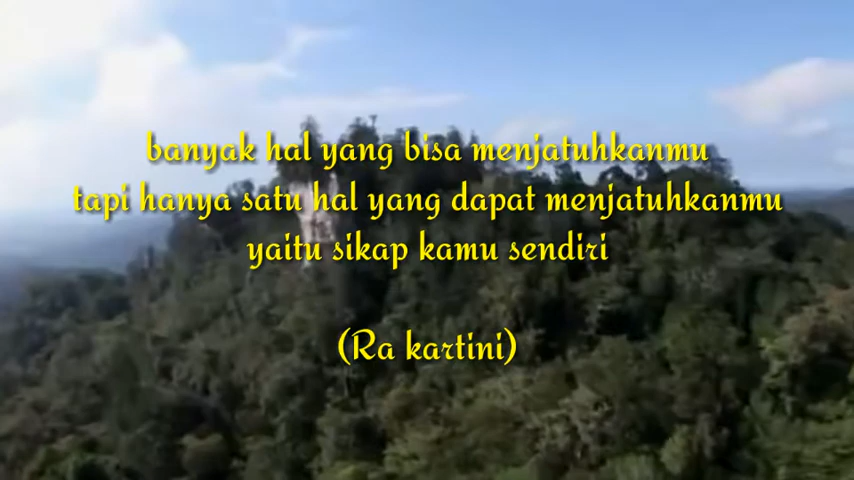 banyak hal yang bisa menjatuhkanmu
tapi hanya satu hal yang dapat menjatuhkanmu
yaitu sikap kamu sendiri
(Ra kartini)